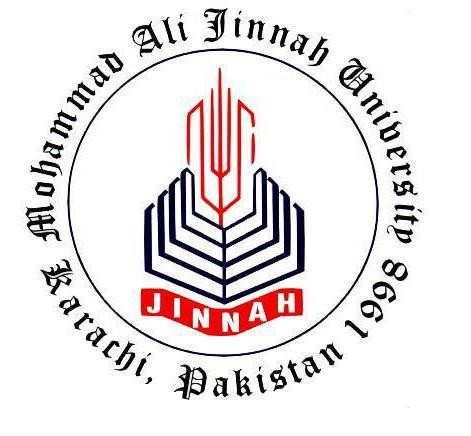 Mohammad Ali Jinnah University
Karachi, Pakistan 1998
JINNAH